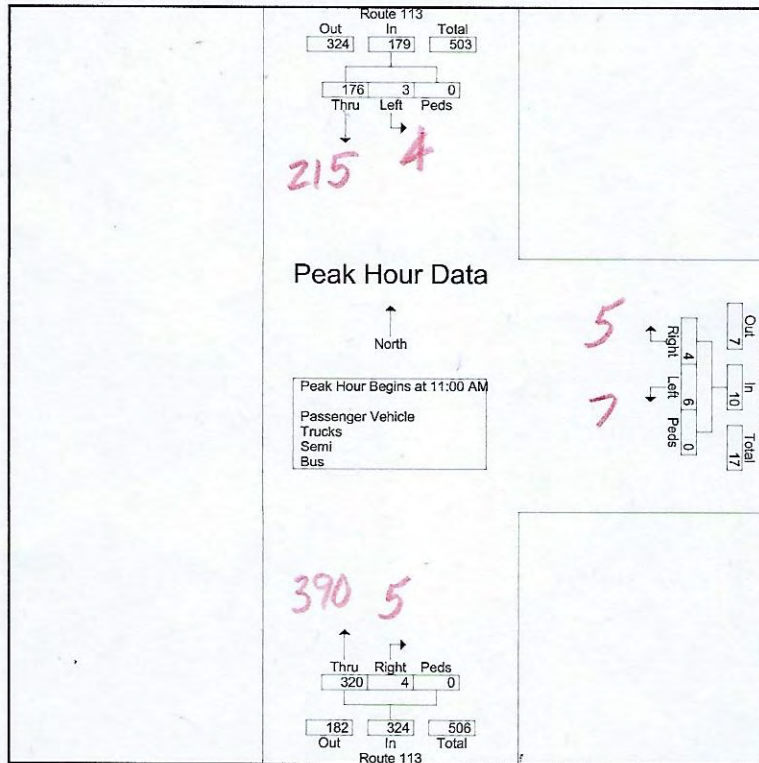 Route 113
Out In Total
324 179 503
176 3 0
Thru Left Peds
215 4
Peak Hour Data
North
Peak Hour Begins at 11:00 AM
Passenger Vehicle
Trucks
Semi
Bus
5
7
Out In Total
7 10 17
4 6 0
Right Left Peds
390 5
Thru Right Peds
320 4 0
182 324 506
Out In Total
Route 113